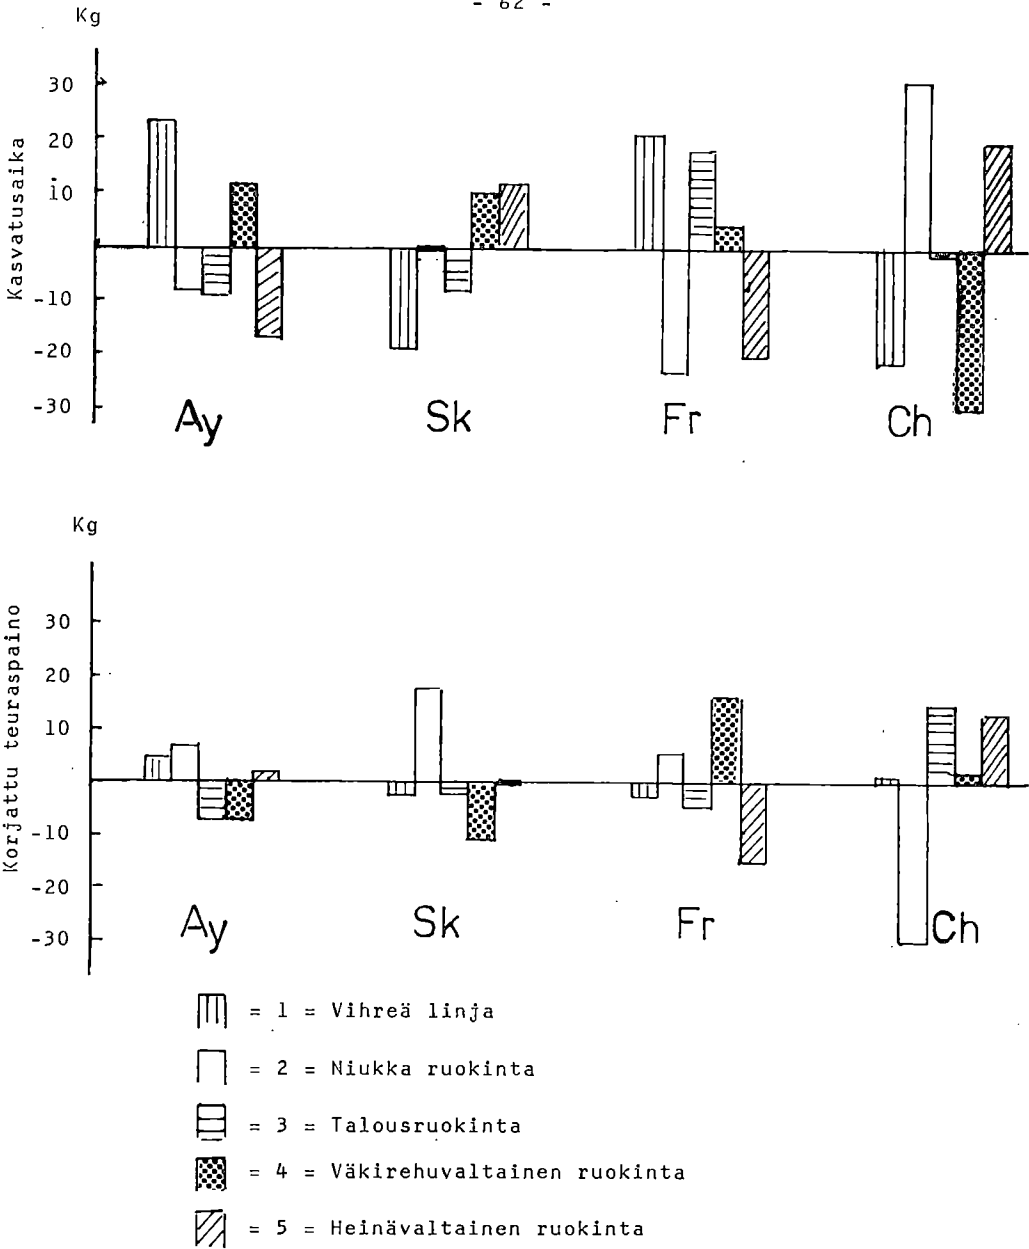 - 62 -
Kg
30
20
10
-10
-20
-30
Kasvatusaika
Ay Sk Fr Ch
Kg
30
20
10
-10
-20
-30
Korjattu teuraspaino
Ay Sk Fr Ch
= 1 = Vihreä linja
= 2 = Niukka ruokinta
= 3 = Talousruokinta
= 4 = Väkirehuvaltainen ruokinta
= 5 = Heinävaltainen ruokinta